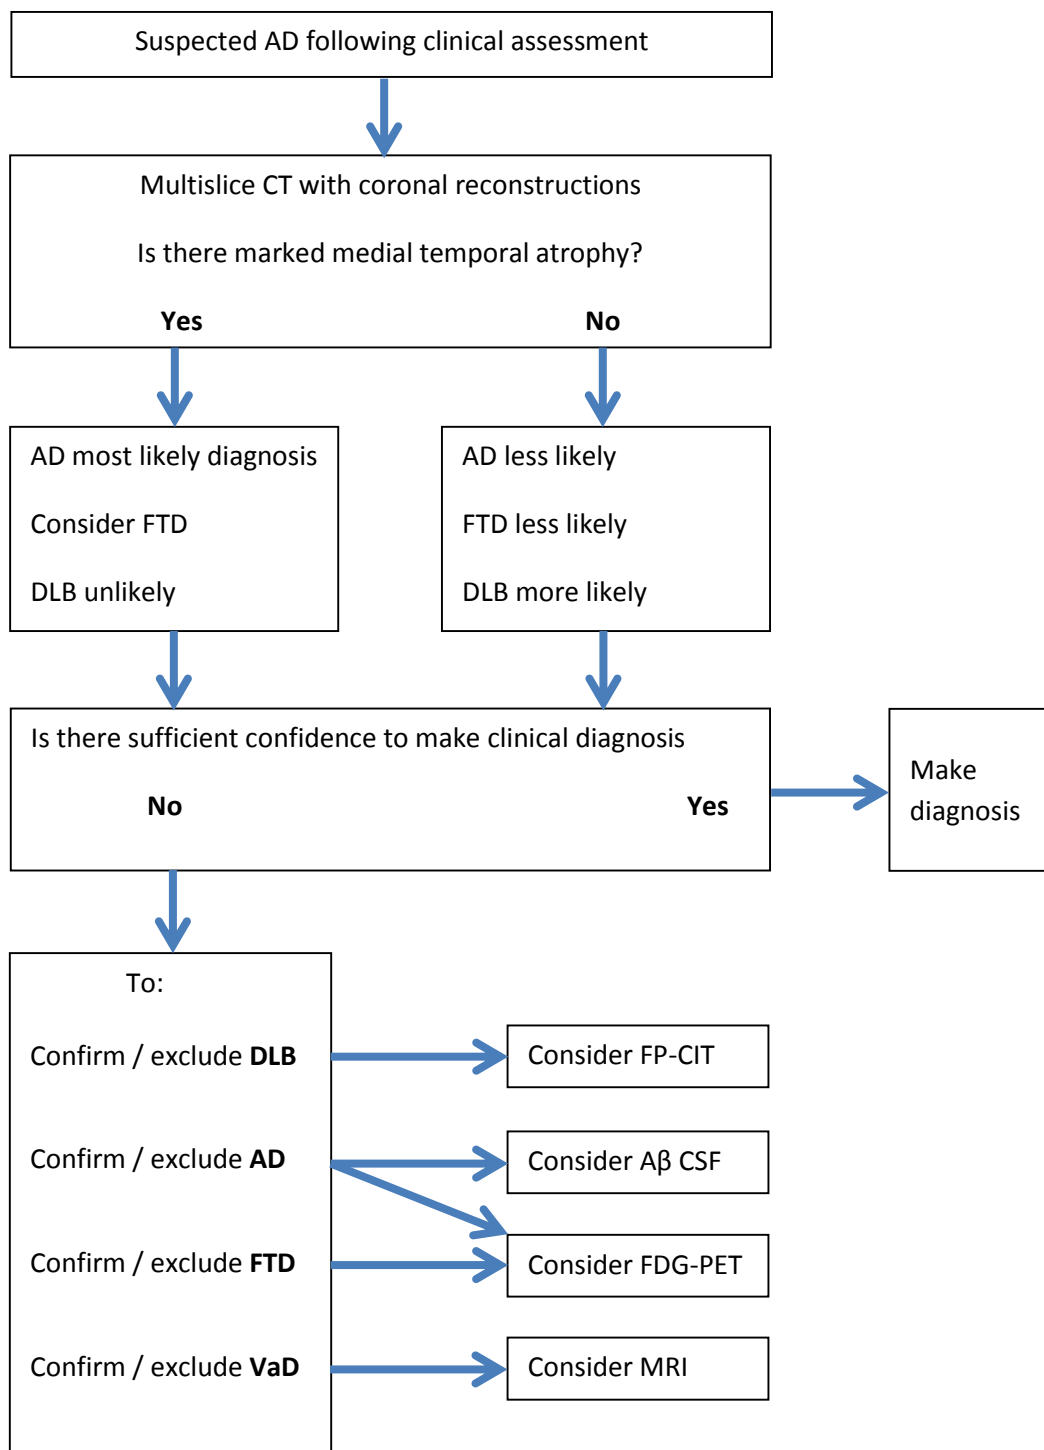 Suspected AD following clinical assessment
Multislice CT with coronal reconstructions
Is there marked medial temporal atrophy?
Yes
No
AD most likely diagnosis
Consider FTD
DLB unlikely
AD less likely
FTD less likely
DLB more likely
Is there sufficient confidence to make clinical diagnosis
No
Yes
Make
diagnosis
To:
Confirm / exclude DLB
Consider FP-CIT
Confirm / exclude AD
Consider Aβ CSF
Confirm / exclude FTD
Consider FDG-PET
Confirm / exclude VaD
Consider MRI